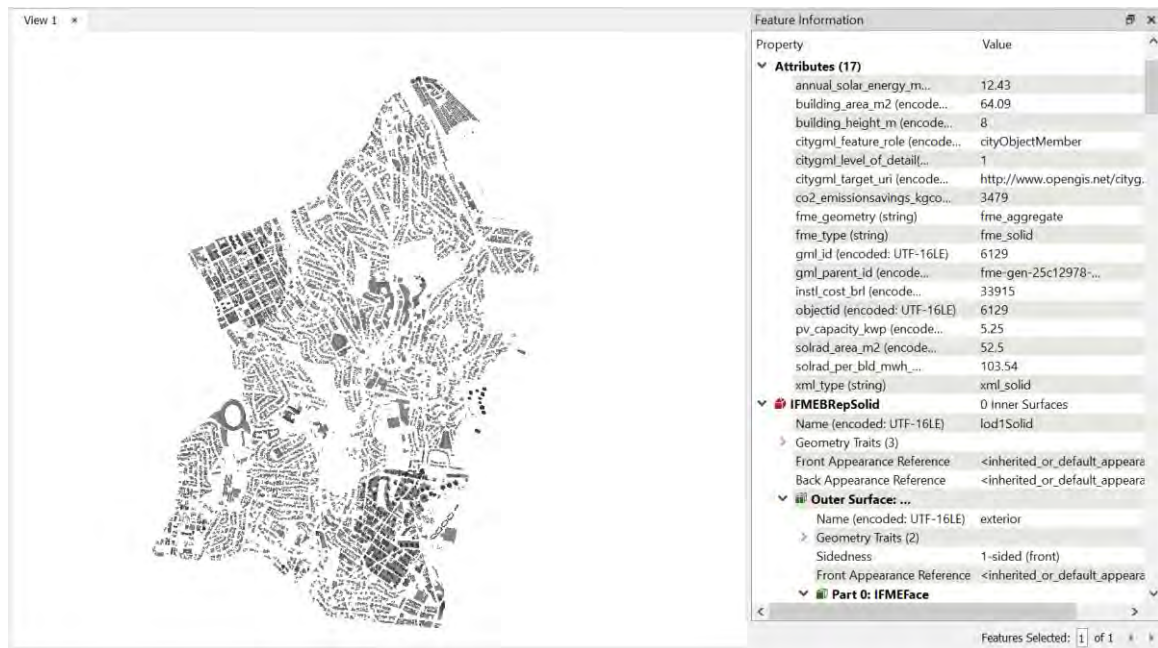 View 1 ×
Feature Information
Property Value
Attributes (17)
annual_solar_energy_m... 12.43
building_area_m2 (encode... 64.09
building_height_m (encode... 8
citygml_feature_role (encode... cityObjectMember
citygml_level_of_detail(... 1
citygml_target_uri (encode... http://www.opengis.net/cityg.
co2_emissionsavings_kgco... 3479
fme_geometry (string) fme_aggregate
fme_type (string) fme_solid
gml_id (encoded: UTF-16LE) 6129
gml_parent_id (encode... fme-gen-25c12978-...
instl_cost_brl (encode... 33915
objectid (encoded: UTF-16LE) 6129
pv_capacity_kwp (encode... 5.25
solrad_area_m2 (encode... 52.5
solrad_per_bld_mwh_... 103.54
xml_type (string) xml_solid
IFMEBRepSolid 0 Inner Surfaces
Name (encoded: UTF-16LE) lod1Solid
Geometry Traits (3)
Front Appearance Reference <inherited_or_default_appeara
Back Appearance Reference <inherited_or_default_appeara
Outer Surface: ...
Name (encoded: UTF-16LE) exterior
Geometry Traits (2)
Sidedness 1-sided (front)
Front Appearance Reference <inherited_or_default_appeara
Part 0: IFMEFace
Features Selected: 1 of 1